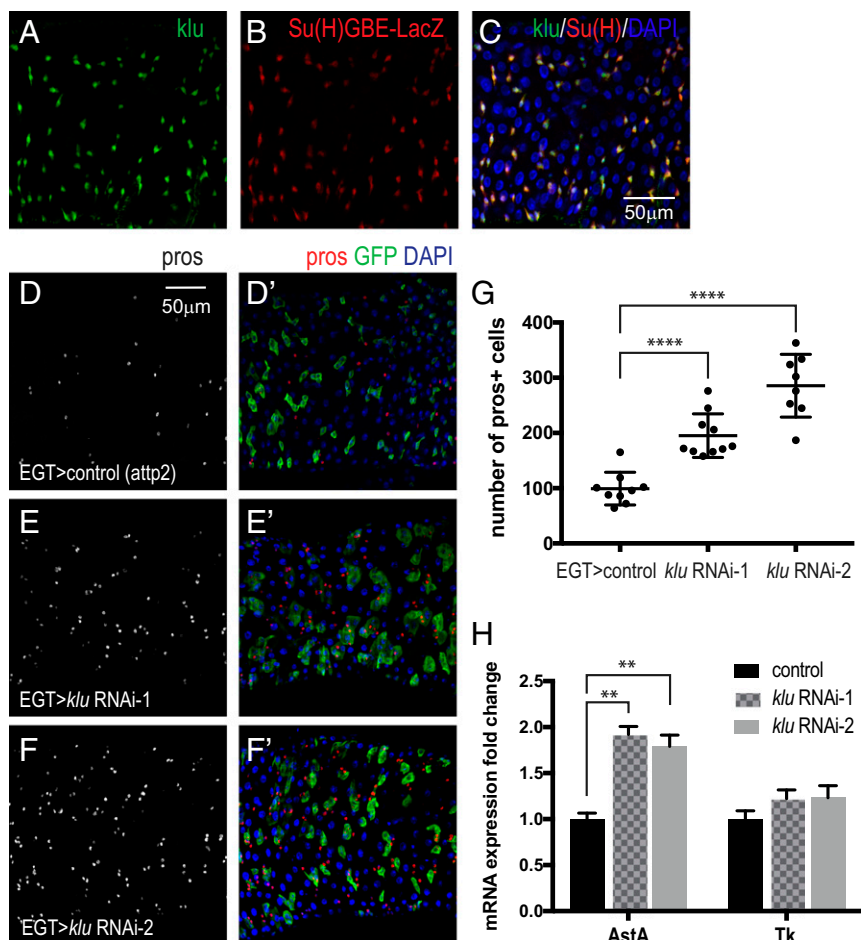 A klu
B Su(H)GBE-LacZ
C klu/Su(H)/DAPI
50μm
pros
pros GFP DAPI
D
50μm
EGT>control (attp2)
D'
E
EGT>klu RNAi-1
E'
F
EGT>klu RNAi-2
F'
G
number of pros+ cells
400
300
200
100
0
****
****
EGT>control klu RNAi-1 klu RNAi-2
H
mRNA expression fold change
2.5
2.0
1.5
1.0
0.5
0.0
**
**
control
klu RNAi-1
klu RNAi-2
AstA Tk